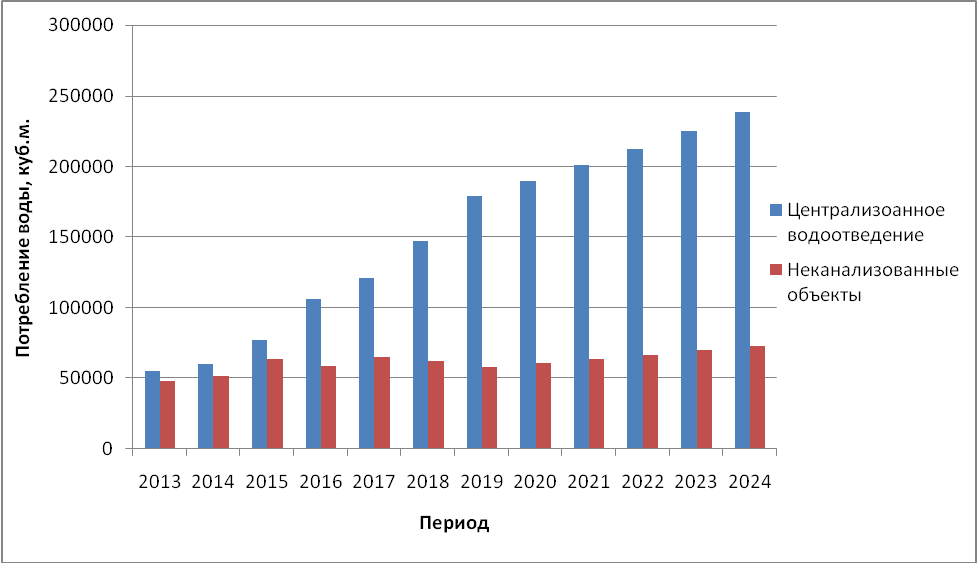 300000
250000
200000
150000
100000
50000
0
Потребление воды, куб.м.
2013 2014 2015 2016 2017 2018 2019 2020 2021 2022 2023 2024
Период
Централизоанное
водоотведение
Неканализованные
объекты